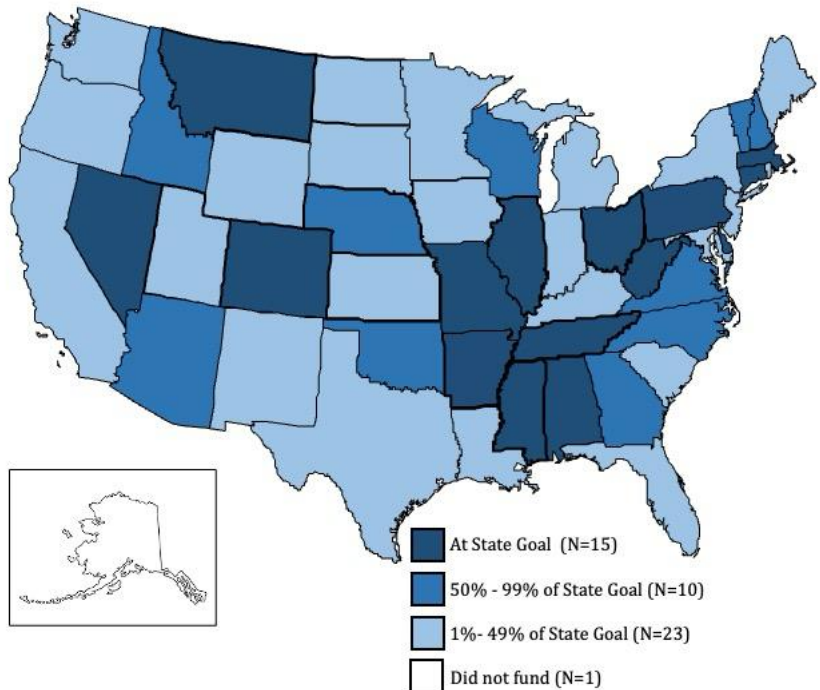 At State Goal (N=15)
50% - 99% of State Goal (N=10)
1%- 49% of State Goal (N=23)
Did not fund (N=1)